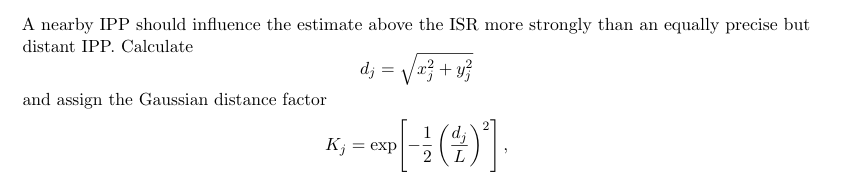 A nearby IPP should influence the estimate above the ISR more strongly than an equally precise but
distant IPP. Calculate
$$d_j = \sqrt{x_j^2 + y_j^2}$$
and assign the Gaussian distance factor
$$K_j = \exp\left[-\frac{1}{2}\left(\frac{d_j}{L}\right)^2\right],$$